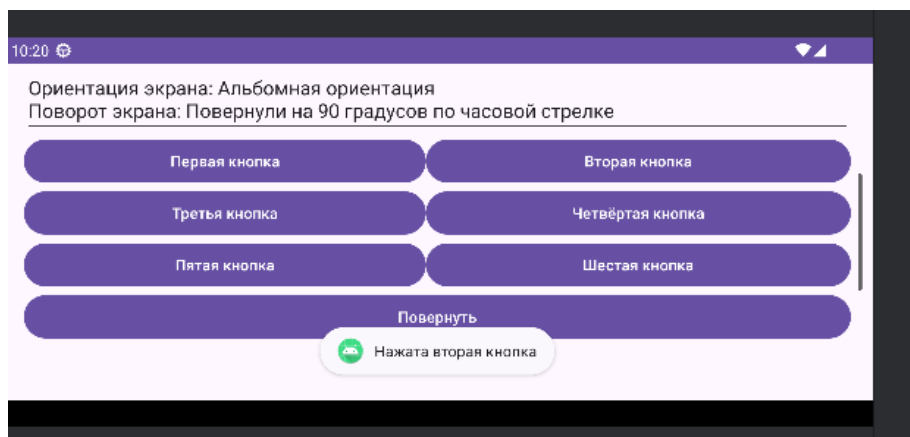 10:20
Ориентация экрана: Альбомная ориентация
Поворот экрана: Повернули на 90 градусов по часовой стрелке
Первая кнопка
Вторая кнопка
Третья кнопка
Четвёртая кнопка
Пятая кнопка
Шестая кнопка
Повернуть
Нажата вторая кнопка